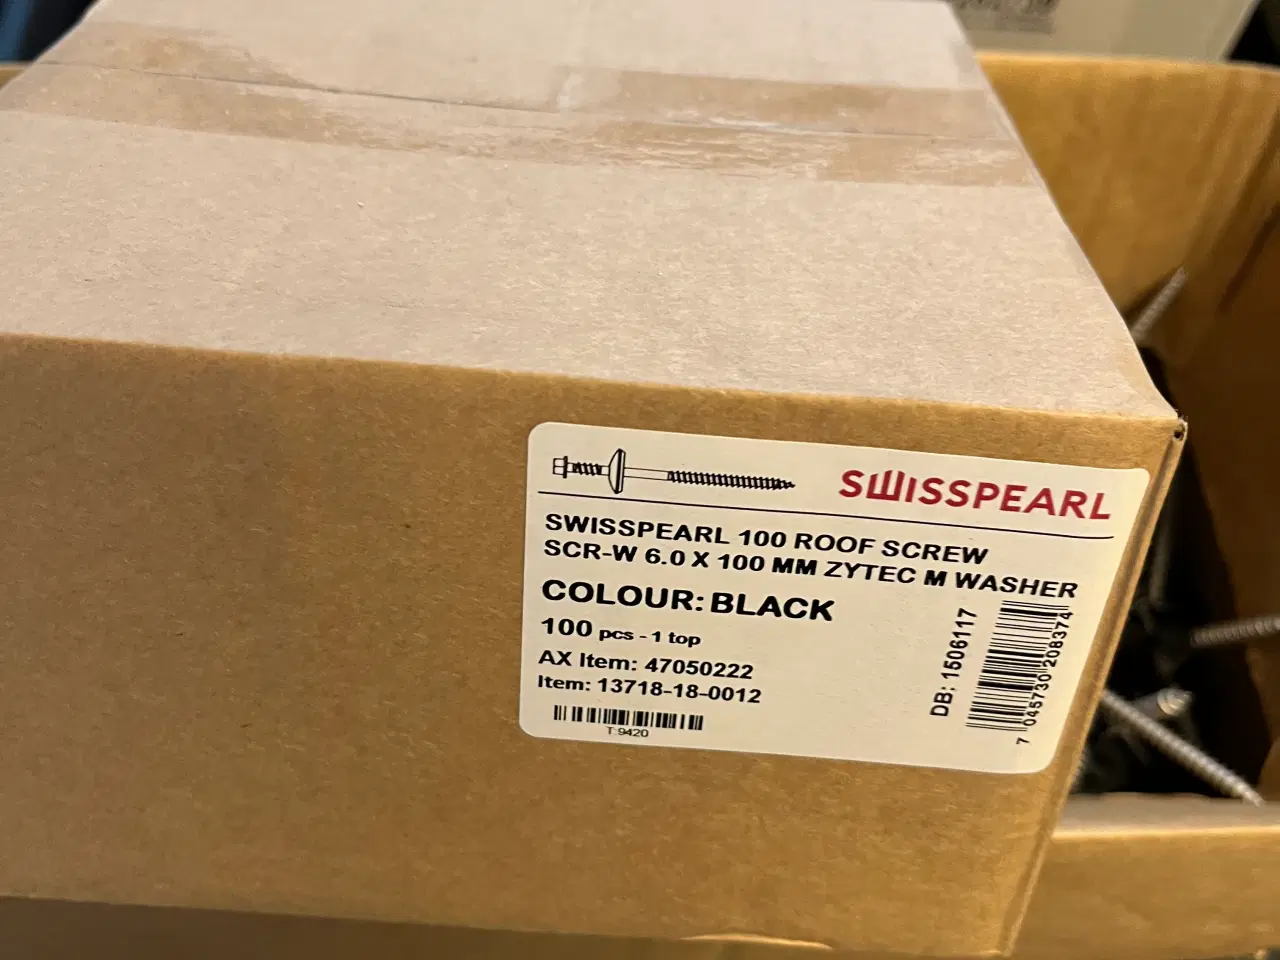 SWISSPEARL
SWISSPEARL 100 ROOF SCREW
SCR-W 6.0 X 100 MM ZYTEC M WASHER
COLOUR: BLACK
100 pcs - 1 top
AX Item: 47050222
Item: 13718-18-0012
T:9420
DB: 1506117
7 045730 208374